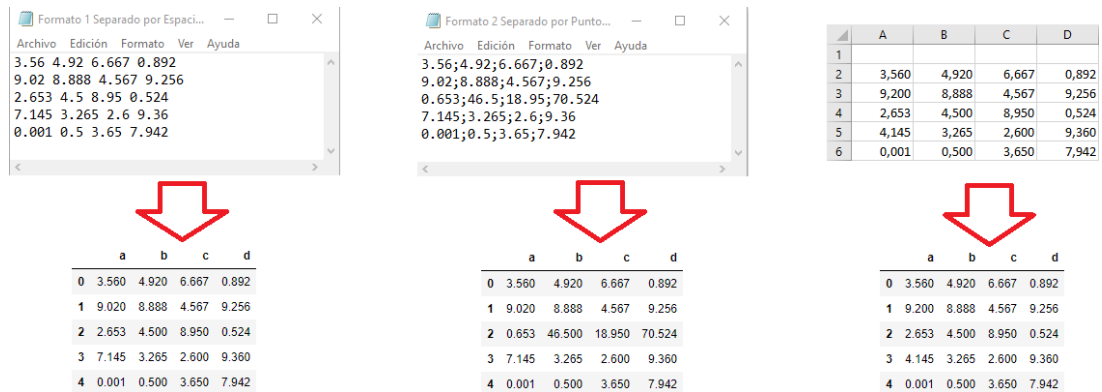 Formato 1 Separado por Espaci...
Archivo Edición Formato Ver Ayuda
3.56 4.92 6.667 0.892
9.02 8.888 4.567 9.256
2.653 4.5 8.95 0.524
7.145 3.265 2.6 9.36
0.001 0.5 3.65 7.942
Formato 2 Separado por Punto...
Archivo Edición Formato Ver Ayuda
3.56;4.92;6.667;0.892
9.02;8.888;4.567;9.256
0.653;46.5;18.95;70.524
7.145;3.265;2.6;9.36
0.001;0.5;3.65;7.942
A B C D
1
2 3,560 4,920 6,667 0,892
3 9,200 8,888 4,567 9,256
4 2,653 4,500 8,950 0,524
5 4,145 3,265 2,600 9,360
6 0,001 0,500 3,650 7,942
a b c d
0 3.560 4.920 6.667 0.892
1 9.020 8.888 4.567 9.256
2 2.653 4.500 8.950 0.524
3 7.145 3.265 2.600 9.360
4 0.001 0.500 3.650 7.942
a b c d
0 3.560 4.920 6.667 0.892
1 9.020 8.888 4.567 9.256
2 0.653 46.500 18.950 70.524
3 7.145 3.265 2.600 9.360
4 0.001 0.500 3.650 7.942
a b c d
0 3.560 4.920 6.667 0.892
1 9.200 8.888 4.567 9.256
2 2.653 4.500 8.950 0.524
3 4.145 3.265 2.600 9.360
4 0.001 0.500 3.650 7.942